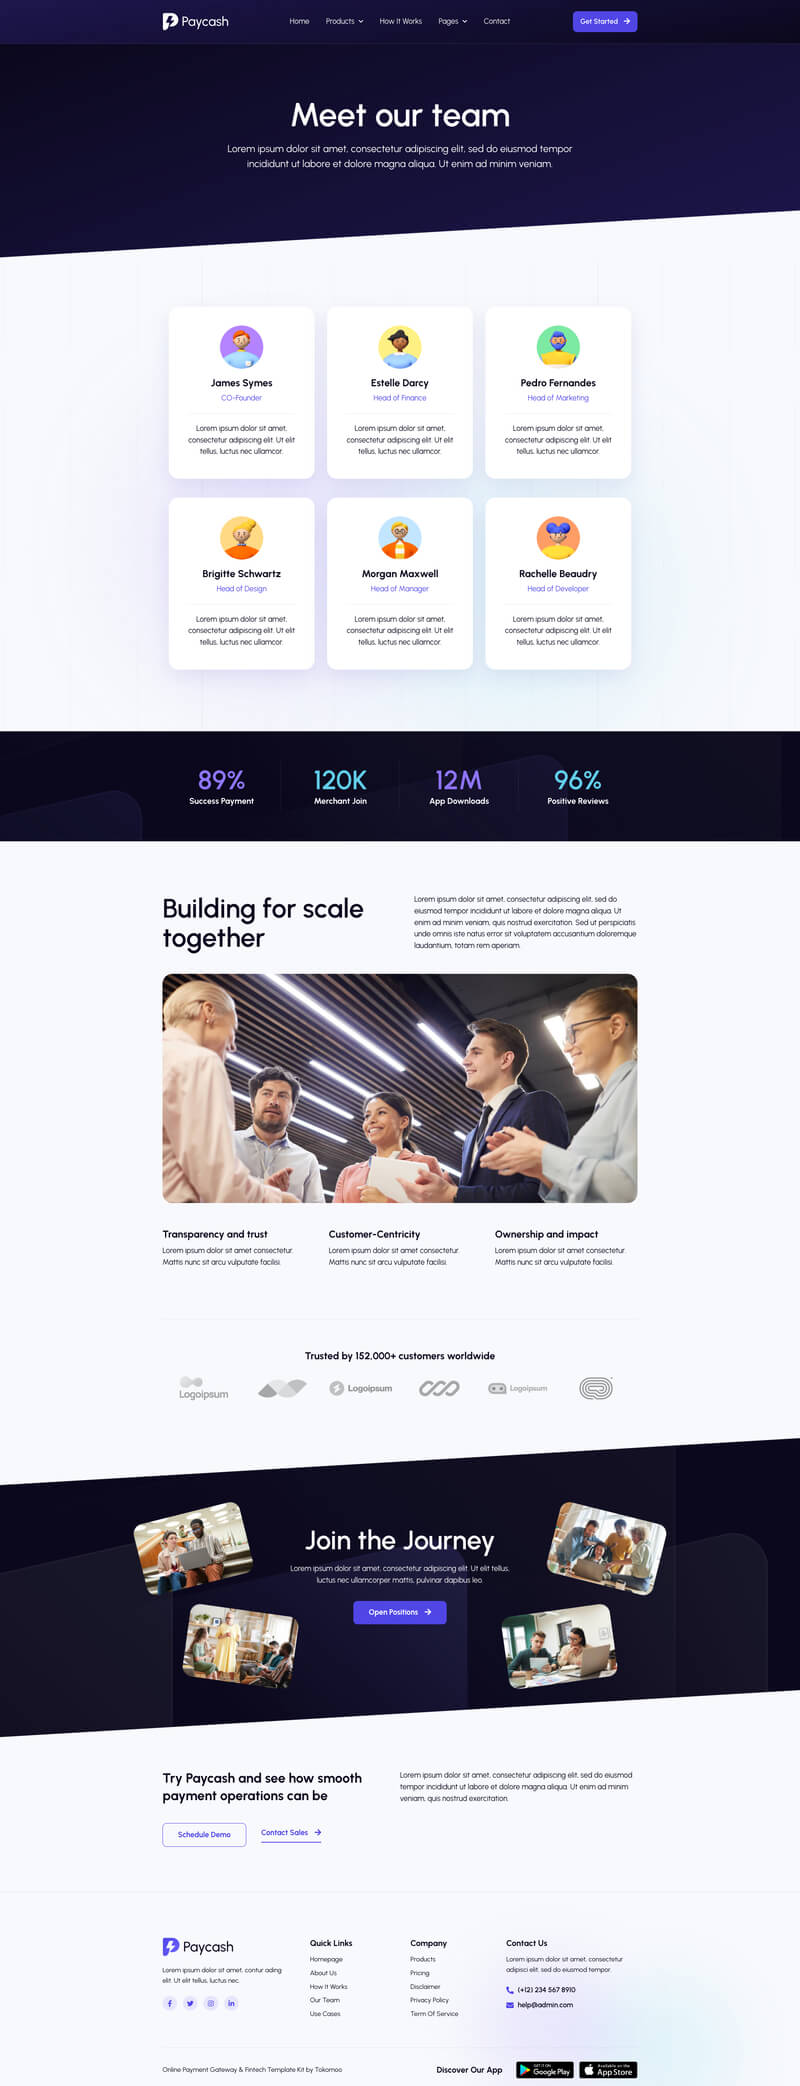 Paycash
Home Products How It Works Pages Contact
Get Started
Meet our team
Lorem ipsum dolor sit amet, consectetur adipiscing elit, sed do eiusmod tempor
incididunt ut labore et dolore magna aliqua. Ut enim ad minim veniam.
James Symes
CO-Founder
Lorem ipsum dolor sit amet,
consectetur adipiscing elit. Ut elit
tellus, luctus nec ullamcor.
Estelle Darcy
Head of Finance
Lorem ipsum dolor sit amet,
consectetur adipiscing elit. Ut elit
tellus, luctus nec ullamcor.
Pedro Fernandes
Head of Marketing
Lorem ipsum dolor sit amet,
consectetur adipiscing elit. Ut elit
tellus, luctus nec ullamcor.
Brigitte Schwartz
Head of Design
Lorem ipsum dolor sit amet,
consectetur adipiscing elit. Ut elit
tellus, luctus nec ullamcor.
Morgan Maxwell
Head of Manager
Lorem ipsum dolor sit amet,
consectetur adipiscing elit. Ut elit
tellus, luctus nec ullamcor.
Rachelle Beaudry
Head of Developer
Lorem ipsum dolor sit amet,
consectetur adipiscing elit. Ut elit
tellus, luctus nec ullamcor.
89%
Success Payment
120K
Merchant Join
12M
App Downloads
96%
Positive Reviews
Building for scale
together
Lorem ipsum dolor sit amet, consectetur adipiscing elit, sed do
eiusmod tempor incididunt ut labore et dolore magna aliqua. Ut
enim ad minim veniam, quis nostrud exercitation. Sed ut perspiciatis
unde omnis iste natus error sit voluptatem accusantium doloremque
laudantium, totam rem aperiam.
Transparency and trust
Lorem ipsum dolor sit amet consectetur.
Mattis nunc sit arcu vulputate facilisi.
Customer-Centricity
Lorem ipsum dolor sit amet consectetur.
Mattis nunc sit arcu vulputate facilisi.
Ownership and impact
Lorem ipsum dolor sit amet consectetur.
Mattis nunc sit arcu vulputate facilisi.
Trusted by 152,000+ customers worldwide
Logoipsum
Logoipsum
Logoipsum
Join the Journey
Lorem ipsum dolor sit amet, consectetur adipiscing elit. Ut elit tellus,
luctus nec ullamcorper mattis, pulvinar dapibus leo.
Open Positions
Try Paycash and see how smooth
payment operations can be
Lorem ipsum dolor sit amet, consectetur adipiscing elit, sed do eiusmod
tempor incididunt ut labore et dolore magna aliqua. Ut enim ad minim
veniam, quis nostrud exercitation.
Schedule Demo
Contact Sales
Paycash
Lorem ipsum dolor sit amet, contur ading
elit. Ut elit tellus, luctus nec.
Quick Links
Homepage
About Us
How It Works
Our Team
Use Cases
Company
Products
Pricing
Disclaimer
Privacy Policy
Term Of Service
Contact Us
Lorem ipsum dolor sit amet, consectetur
adipisci elit, sed do eiusmod tempor.
(+12) 234 567 8910
help@admin.com
Online Payment Gateway & Fintech Template Kit by Tokomoo
Discover Our App
GET IT ON
Google Play
Available on the
App Store